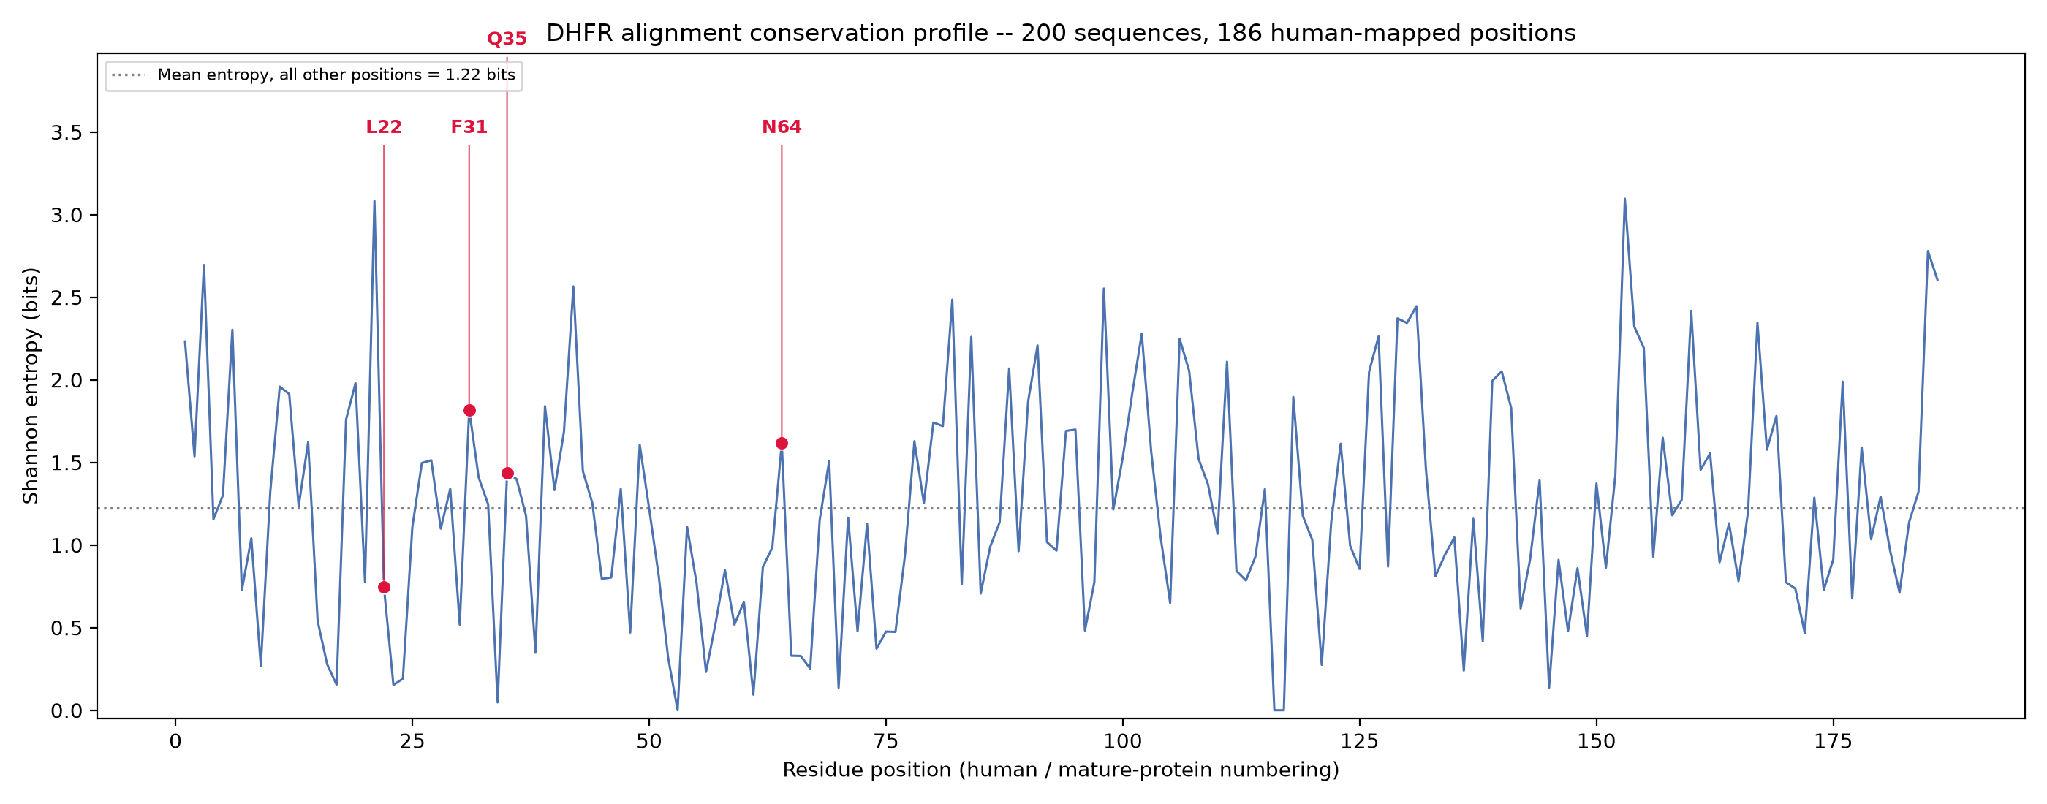 DHFR alignment conservation profile -- 200 sequences, 186 human-mapped positions
Q35
Mean entropy, all other positions = 1.22 bits
L22
F31
N64
Shannon entropy (bits)
3.5
3.0
2.5
2.0
1.5
1.0
0.5
0.0
0 25 50 75 100 125 150 175
Residue position (human / mature-protein numbering)